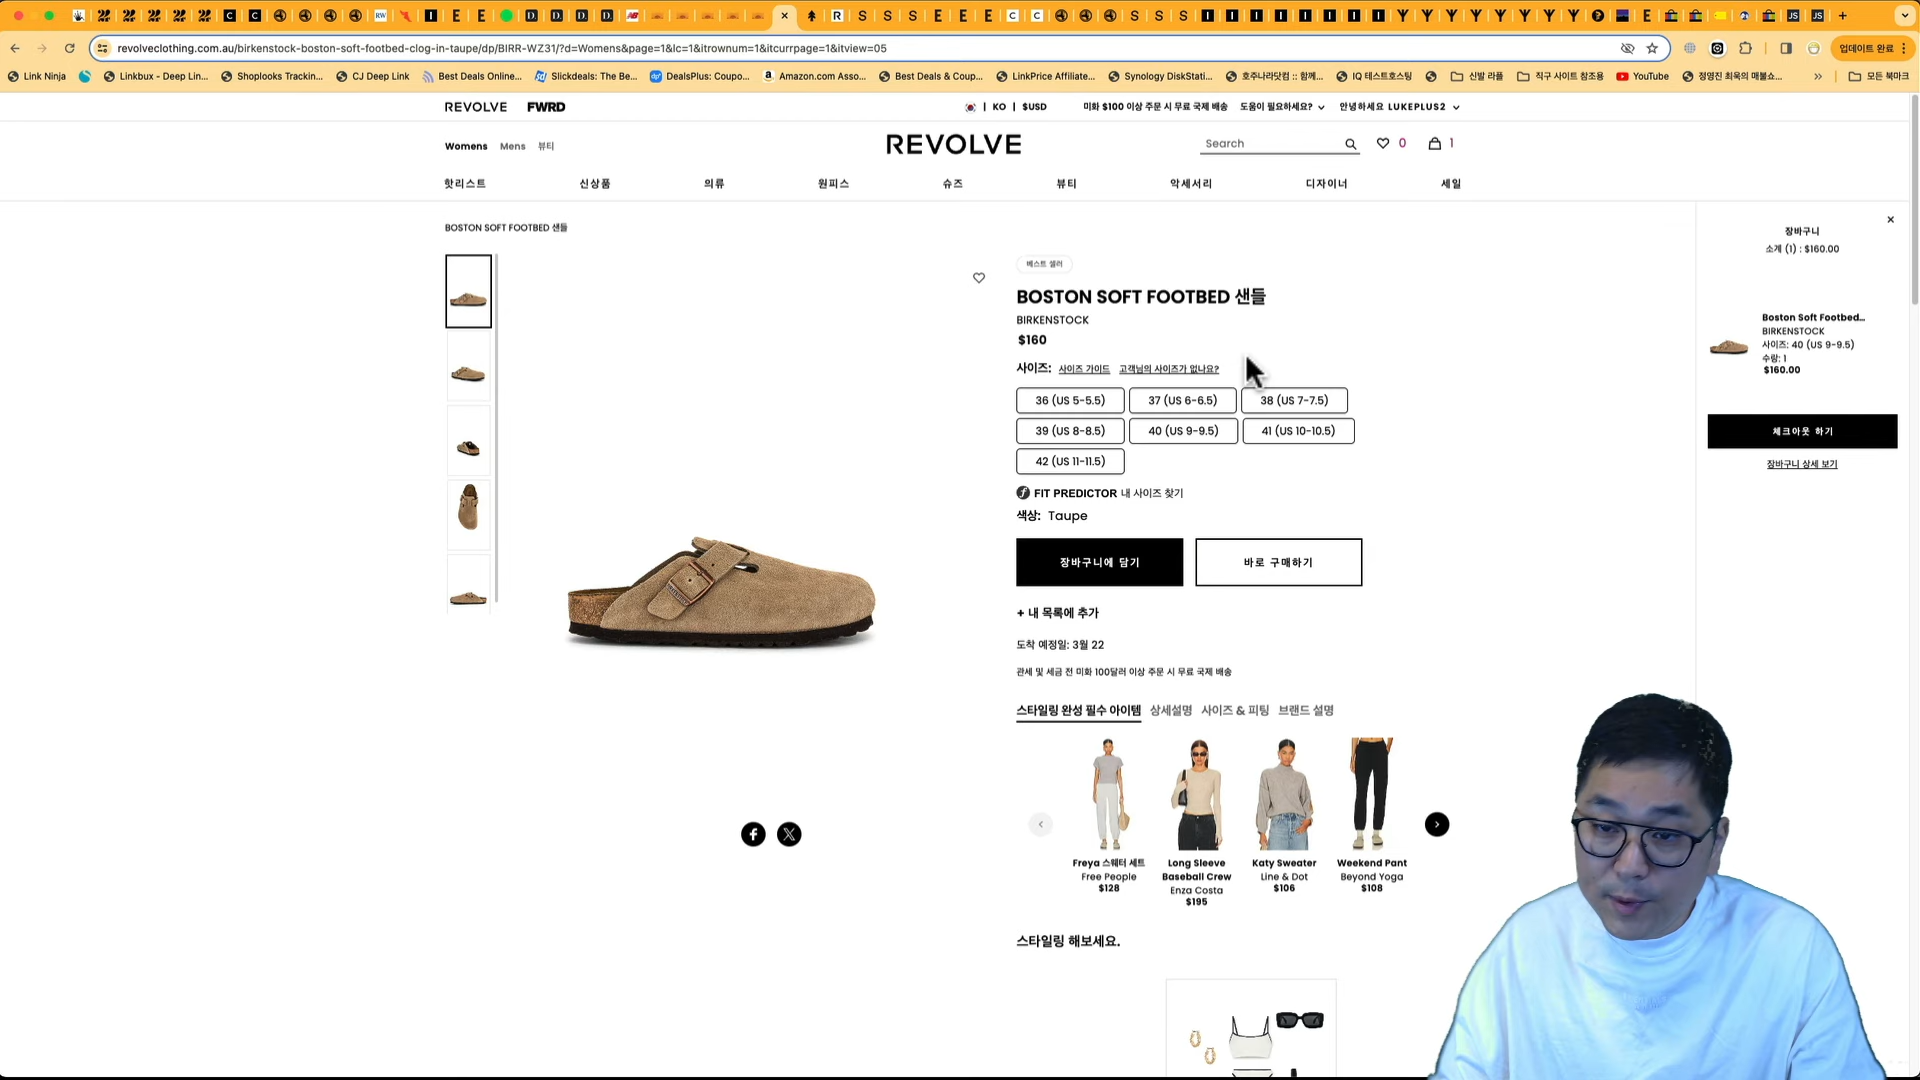 revolveclothing.com.au/birkenstock-boston-soft-footbed-clog-in-taupe/dp/BIRR-WZ31/?d=Womens&page=1&lc=1&itrownum=1&itcurrpage=1&itview=05
업데이트 완료
Link Ninja
Linkbux - Deep Lin...
Shoplooks Trackin...
CJ Deep Link
Best Deals Online...
Slickdeals: The Be...
DealsPlus: Coupo...
Amazon.com Asso...
Best Deals & Coup...
LinkPrice Affiliate...
Synology DiskStati...
호주나라닷컴 :: 함께...
IQ 테스트호스팅
신발 라플
직구 사이트 참조용
YouTube
정영진 최욱의 매불쇼...
모든 북마크
REVOLVE FWRD
KO | $USD
미화 $100 이상 주문 시 무료 국제 배송
도움이 필요하세요?
안녕하세요 LUKEPLUS2
Womens Mens 뷰티
REVOLVE
Search
0
1
핫리스트 신상품 의류 원피스 슈즈 뷰티 악세서리 디자이너 세일
BOSTON SOFT FOOTBED 샌들
베스트 셀러
BOSTON SOFT FOOTBED 샌들
BIRKENSTOCK
$160
사이즈: 사이즈 가이드 고객님의 사이즈가 없나요?
36 (US 5-5.5) 37 (US 6-6.5) 38 (US 7-7.5)
39 (US 8-8.5) 40 (US 9-9.5) 41 (US 10-10.5)
42 (US 11-11.5)
FIT PREDICTOR 내 사이즈 찾기
색상: Taupe
장바구니에 담기
바로 구매하기
+ 내 목록에 추가
도착 예정일: 3월 22
관세 및 세금 전 미화 100달러 이상 주문 시 무료 국제 배송
스타일링 완성 필수 아이템 상세설명 사이즈 & 피팅 브랜드 설명
Freya 스웨터 세트
Free People
$128
Long Sleeve
Baseball Crew
Enza Costa
$195
Katy Sweater
Line & Dot
$106
Weekend Pant
Beyond Yoga
$108
스타일링 해보세요.
장바구니
소계 (1) : $160.00
Boston Soft Footbed...
BIRKENSTOCK
사이즈: 40 (US 9-9.5)
수량: 1
$160.00
체크아웃 하기
장바구니 상세 보기